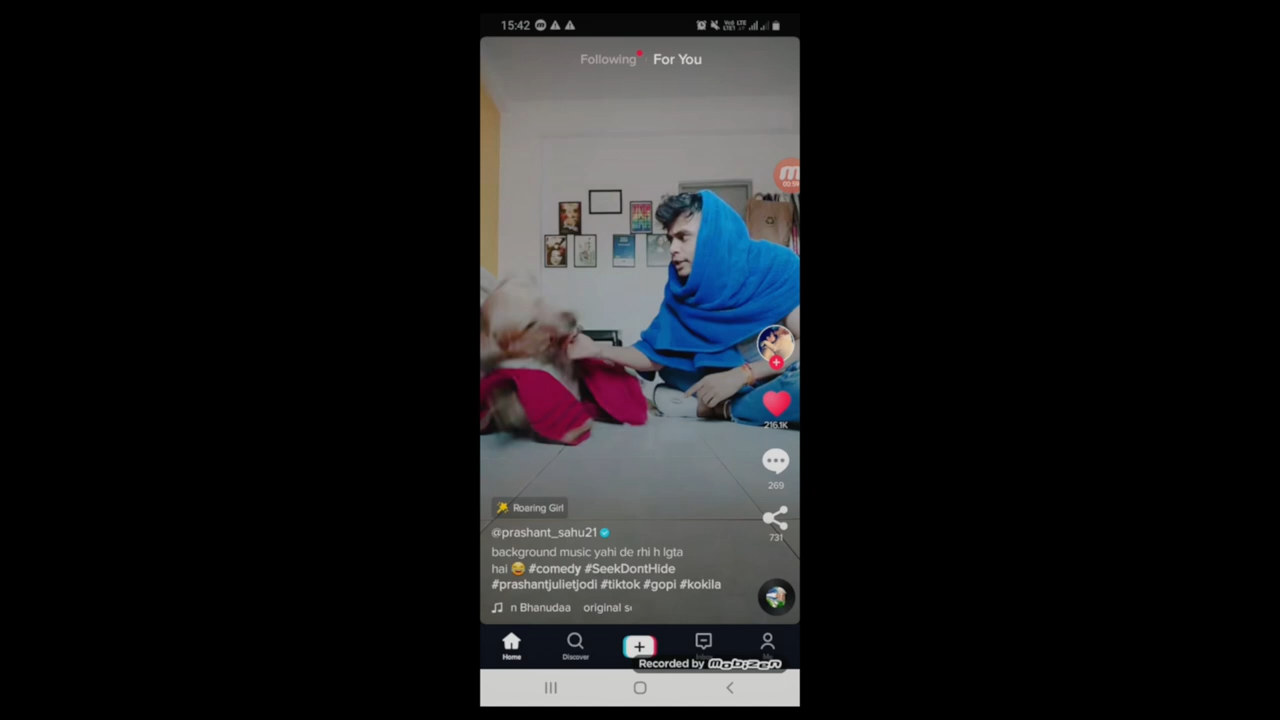 15:42
Following For You
Roaring Girl
@prashant_sahu21
216.1K
269
731
background music yahi de rhi h lgta
hai 😂 #comedy #SeekDontHide
#prashantjulietjodi #tiktok #gopi #kokila
n Bhanudaa original s
Home Discover
Recorded by mobizen